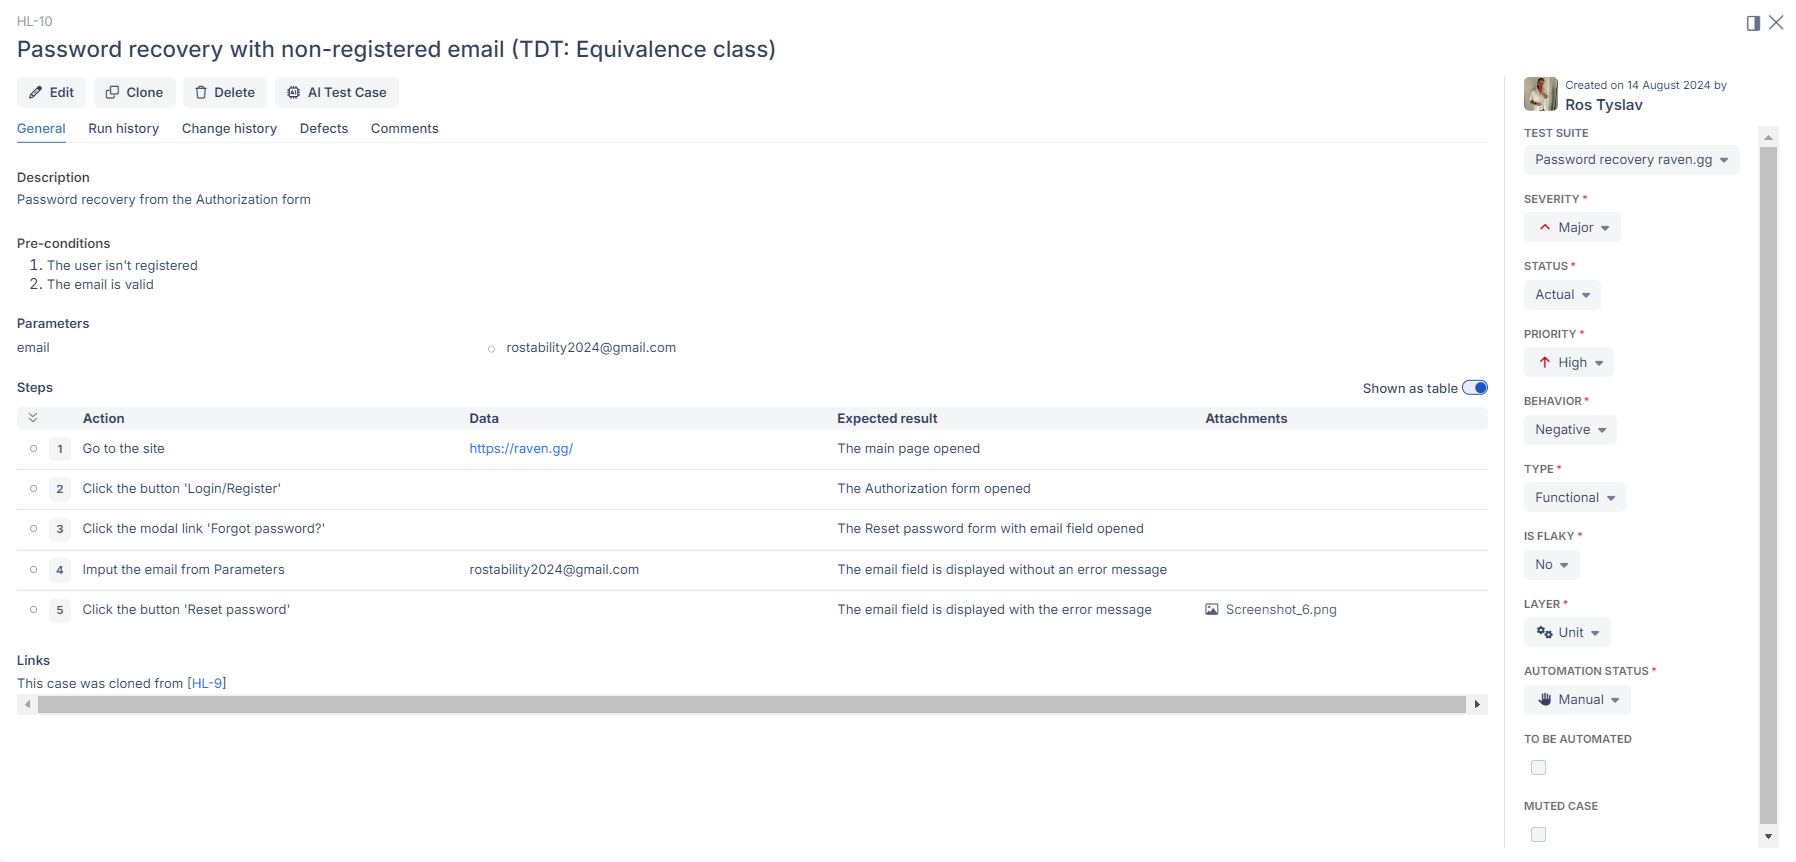 HL-10
Password recovery with non-registered email (TDT: Equivalence class)
Edit Clone Delete AI Test Case
General Run history Change history Defects Comments
Description
Password recovery from the Authorization form
Pre-conditions
1. The user isn't registered
2. The email is valid
Parameters
email rostability2024@gmail.com
Steps Shown as table
Action Data Expected result Attachments
1 Go to the site https://raven.gg/ The main page opened
2 Click the button 'Login/Register' The Authorization form opened
3 Click the modal link 'Forgot password?' The Reset password form with email field opened
4 Imput the email from Parameters rostability2024@gmail.com The email field is displayed without an error message
5 Click the button 'Reset password' The email field is displayed with the error message Screenshot_6.png
Links
This case was cloned from [HL-9]
Created on 14 August 2024 by
Ros Tyslav
TEST SUITE
Password recovery raven.gg
SEVERITY *
Major
STATUS *
Actual
PRIORITY *
High
BEHAVIOR *
Negative
TYPE *
Functional
IS FLAKY *
No
LAYER *
Unit
AUTOMATION STATUS *
Manual
TO BE AUTOMATED
MUTED CASE